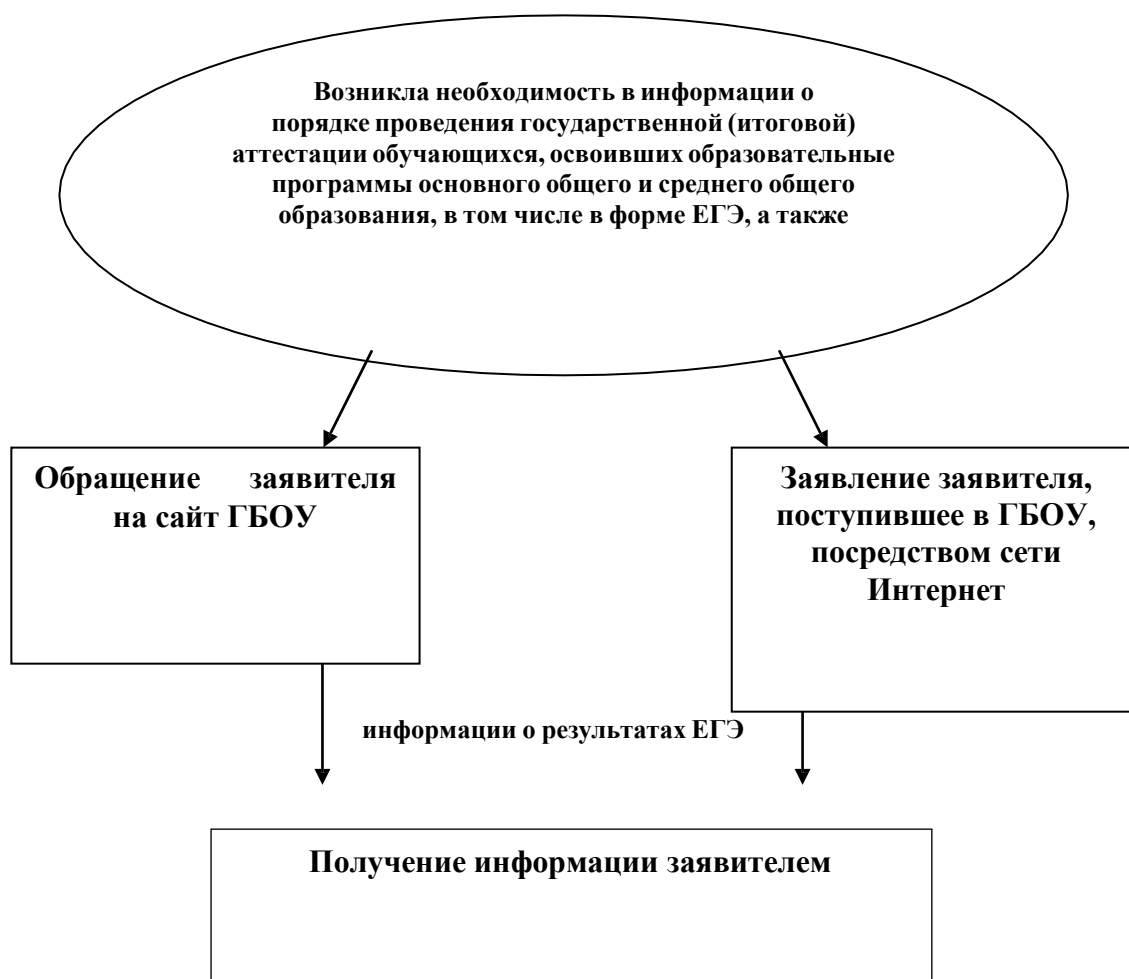 Возникла необходимость в информации о
порядке проведения государственной (итоговой)
аттестации обучающихся, освоивших образовательные
программы основного общего и среднего общего
образования, в том числе в форме ЕГЭ, а также
Обращение заявителя
на сайт ГБОУ
Заявление заявителя,
поступившее в ГБОУ,
посредством сети
Интернет
информации о результатах ЕГЭ
Получение информации заявителем